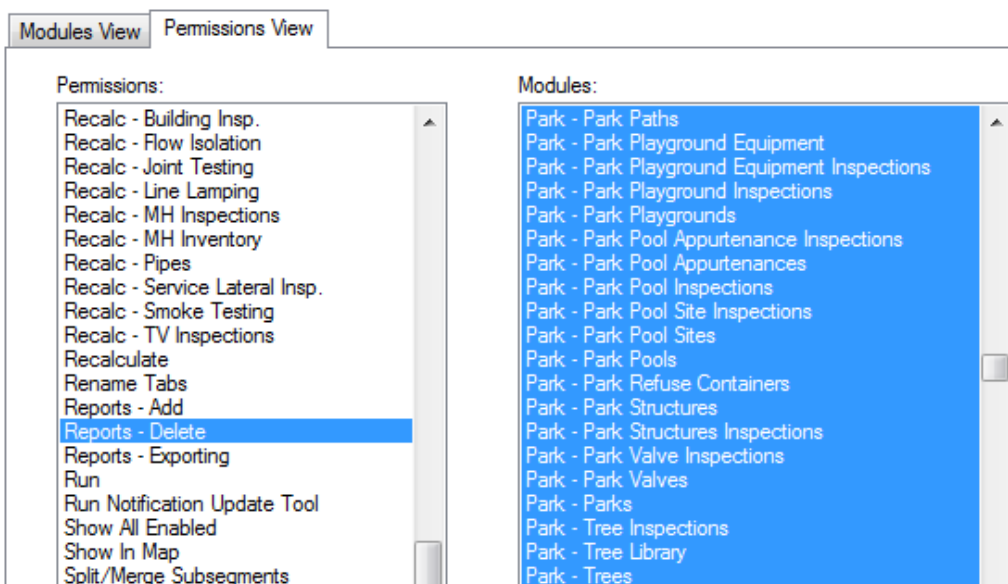 Modules View
Permissions View
Permissions:
Recalc - Building Insp.
Recalc - Flow Isolation
Recalc - Joint Testing
Recalc - Line Lamping
Recalc - MH Inspections
Recalc - MH Inventory
Recalc - Pipes
Recalc - Service Lateral Insp.
Recalc - Smoke Testing
Recalc - TV Inspections
Recalculate
Rename Tabs
Reports - Add
Reports - Delete
Reports - Exporting
Run
Run Notification Update Tool
Show All Enabled
Show In Map
Split/Merge Subsegments
Modules:
Park - Park Paths
Park - Park Playground Equipment
Park - Park Playground Equipment Inspections
Park - Park Playground Inspections
Park - Park Playgrounds
Park - Park Pool Appurtenance Inspections
Park - Park Pool Appurtenances
Park - Park Pool Inspections
Park - Park Pool Site Inspections
Park - Park Pool Sites
Park - Park Pools
Park - Park Refuse Containers
Park - Park Structures
Park - Park Structures Inspections
Park - Park Valve Inspections
Park - Park Valves
Park - Parks
Park - Tree Inspections
Park - Tree Library
Park - Trees